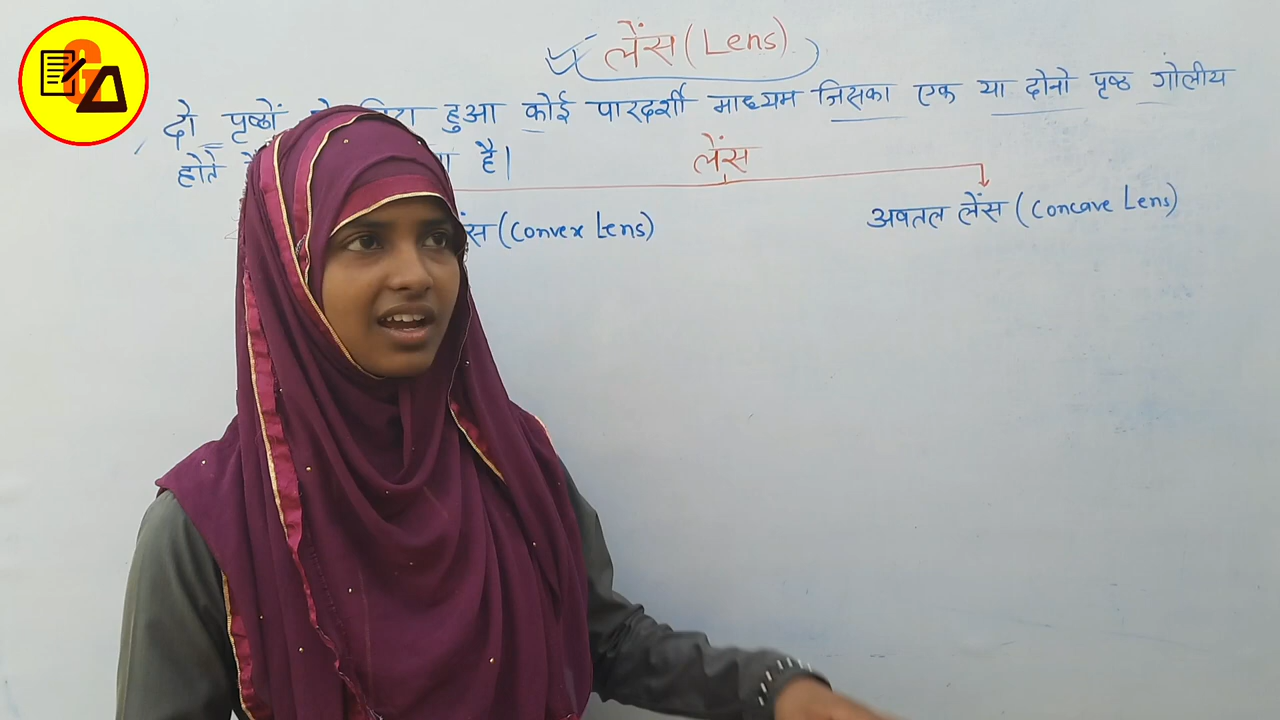 लेंस (Lens)
दो पृष्ठों हुआ कोई पारदर्शी माध्यम जिसका एक या दोनो पृष्ठ गोलीय
होते है।
लेंस
(Convex Lens) अवतल लेंस (Concave Lens)